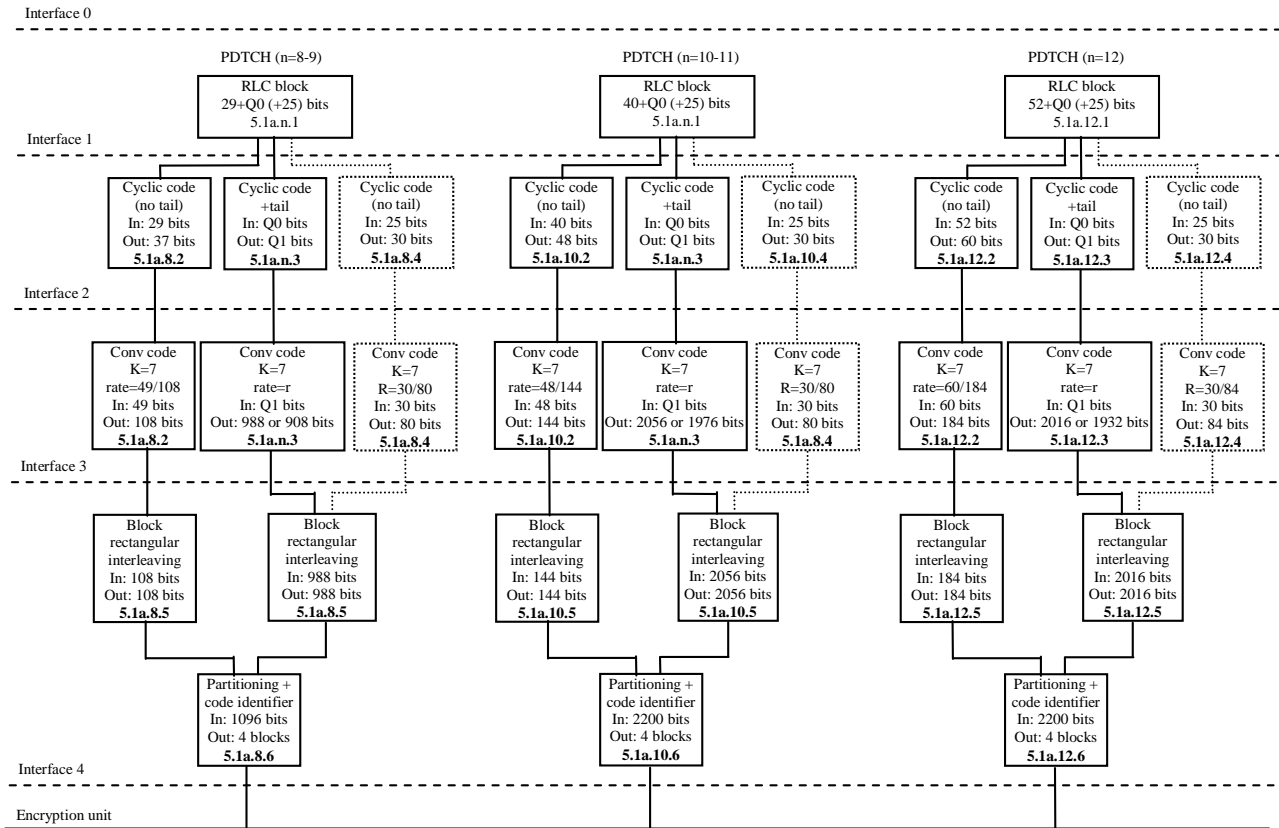 Interface 0
PDTCH (n=8-9)
PDTCH (n=10-11)
PDTCH (n=12)
RLC block
29+Q0 (+25) bits
5.1a.n.1
RLC block
40+Q0 (+25) bits
5.1a.n.1
RLC block
52+Q0 (+25) bits
5.1a.12.1
Interface 1
Cyclic code
(no tail)
In: 29 bits
Out: 37 bits
5.1a.8.2
Cyclic code
+tail
In: Q0 bits
Out: Q1 bits
5.1a.n.3
Cyclic code
(no tail)
In: 25 bits
Out: 30 bits
5.1a.8.4
Cyclic code
(no tail)
In: 40 bits
Out: 48 bits
5.1a.10.2
Cyclic code
+tail
In: Q0 bits
Out: Q1 bits
5.1a.n.3
Cyclic code
(no tail)
In: 25 bits
Out: 30 bits
5.1a.10.4
Cyclic code
(no tail)
In: 52 bits
Out: 60 bits
5.1a.12.2
Cyclic code
+tail
In: Q0 bits
Out: Q1 bits
5.1a.12.3
Cyclic code
(no tail)
In: 25 bits
Out: 30 bits
5.1a.12.4
Interface 2
Conv code
K=7
rate=49/108
In: 49 bits
Out: 108 bits
5.1a.8.2
Conv code
K=7
rate=r
In: Q1 bits
Out: 988 or 908 bits
5.1a.n.3
Conv code
K=7
R=30/80
In: 30 bits
Out: 80 bits
5.1a.8.4
Conv code
K=7
rate=48/144
In: 48 bits
Out: 144 bits
5.1a.10.2
Conv code
K=7
rate=r
In: Q1 bits
Out: 2056 or 1976 bits
5.1a.n.3
Conv code
K=7
R=30/80
In: 30 bits
Out: 80 bits
5.1a.8.4
Conv code
K=7
rate=60/184
In: 60 bits
Out: 184 bits
5.1a.12.2
Conv code
K=7
rate=r
In: Q1 bits
Out: 2016 or 1932 bits
5.1a.12.3
Conv code
K=7
R=30/84
In: 30 bits
Out: 84 bits
5.1a.12.4
Interface 3
Block
rectangular
interleaving
In: 108 bits
Out: 108 bits
5.1a.8.5
Block
rectangular
interleaving
In: 988 bits
Out: 988 bits
5.1a.8.5
Block
rectangular
interleaving
In: 144 bits
Out: 144 bits
5.1a.10.5
Block
rectangular
interleaving
In: 2056 bits
Out: 2056 bits
5.1a.10.5
Block
rectangular
interleaving
In: 184 bits
Out: 184 bits
5.1a.12.5
Block
rectangular
interleaving
In: 2016 bits
Out: 2016 bits
5.1a.12.5
Partitioning +
code identifier
In: 1096 bits
Out: 4 blocks
5.1a.8.6
Partitioning +
code identifier
In: 2200 bits
Out: 4 blocks
5.1a.10.6
Partitioning +
code identifier
In: 2200 bits
Out: 4 blocks
5.1a.12.6
Interface 4
Encryption unit